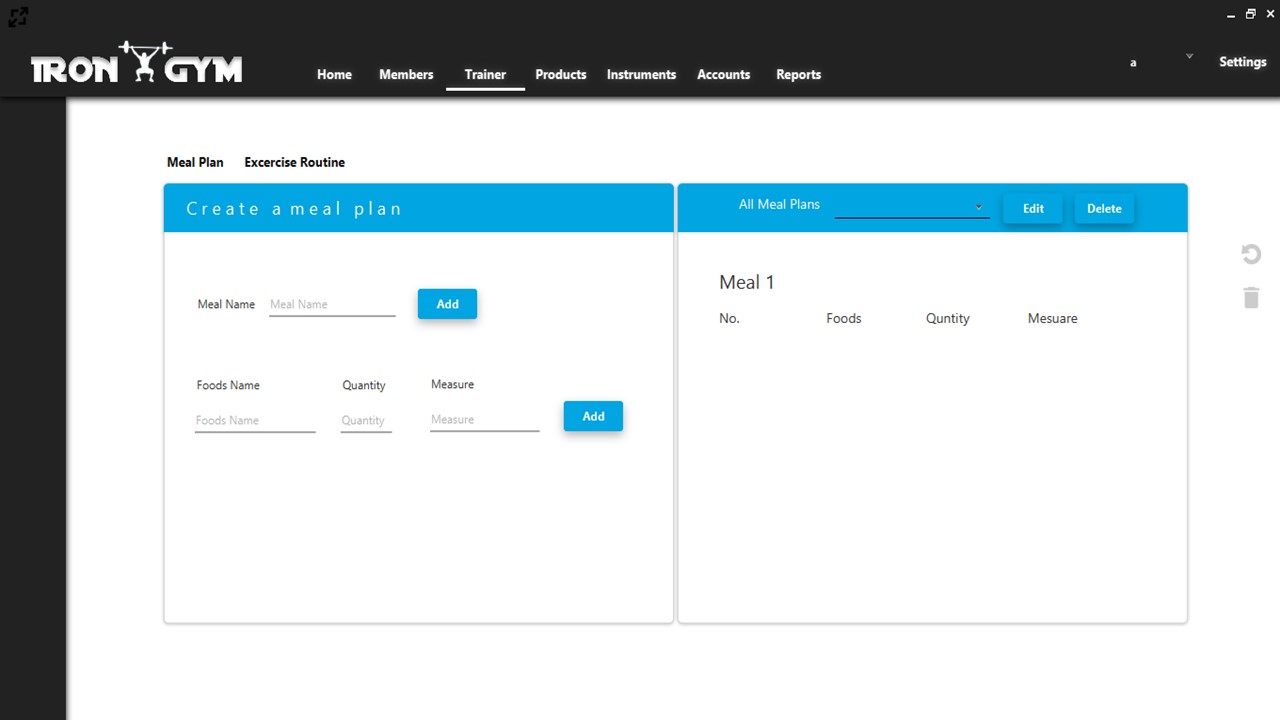 IRON GYM
Home Members Trainer Products Instruments Accounts Reports a Settings
Meal Plan Excercise Routine
Create a meal plan
All Meal Plans Edit Delete
Meal Name Meal Name Add
Foods Name Quantity Measure
Foods Name Quantity Measure Add
Meal 1
No. Foods Quntity Mesuare